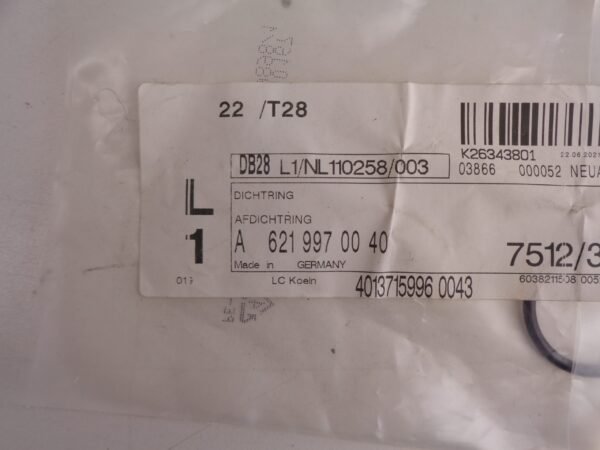 22 /T28
K26343801
22.06.2021
DB28 L1/NL110258/003
03866 000052 NEUA
L
1
DICHTRING
AFDICHTRING
A 621 997 00 40
7512/3
Made in GERMANY
019
LC Koeln
4013715996 0043